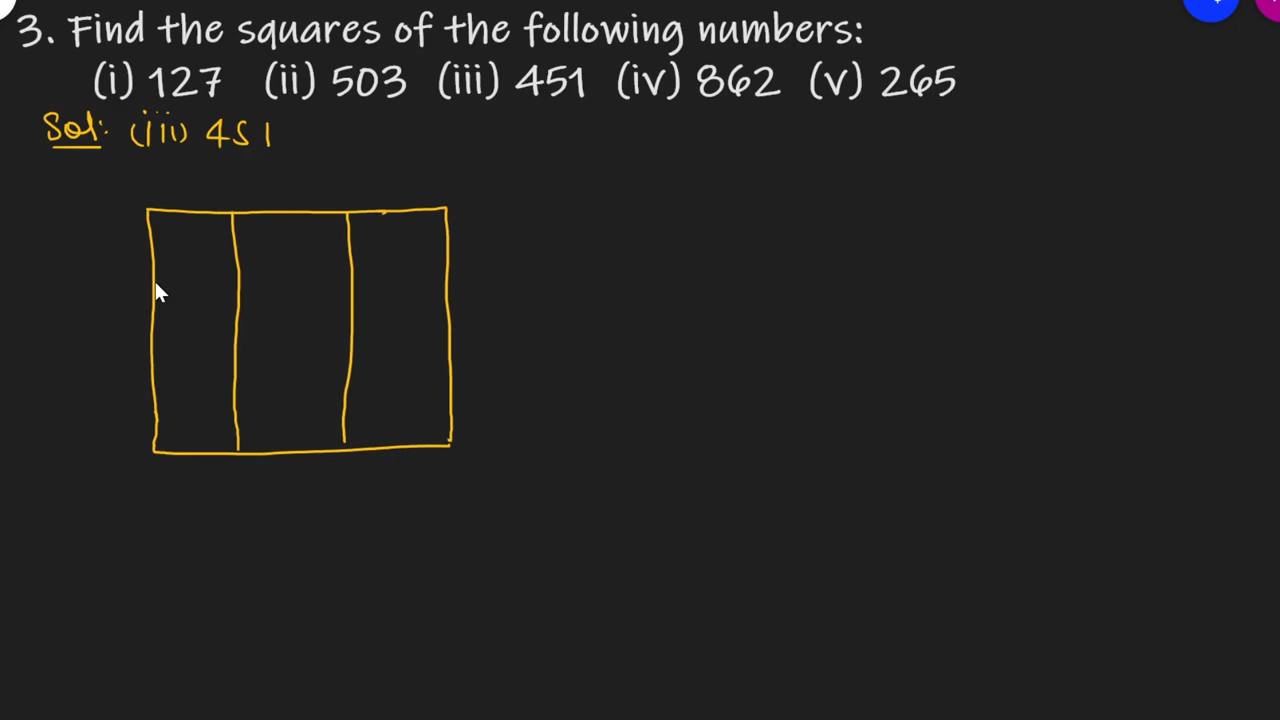 3. Find the squares of the following numbers:
(i) 127 (ii) 503 (iii) 451 (iv) 862 (v) 265
Sol: (iii) 451